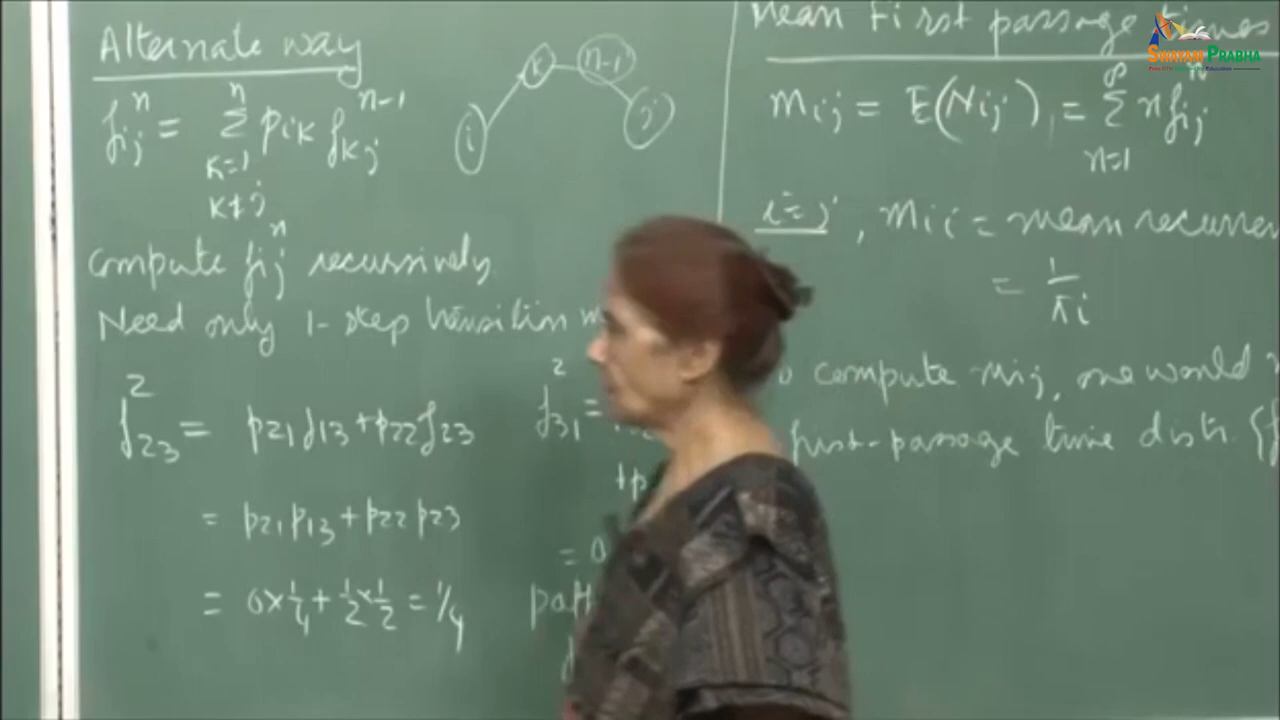 Alternate way
f_ij^n = Σ_{k=1, k≠j}^n p_ik f_kj^{n-1}
i k n-1 j
compute f_ij^n recursively
Need only 1-step transition
f_23^2 = p21 f13 + p22 f23
= p21 p13 + p22 p23
= 0×1/4 + 1/2×1/2 = 1/4
f_31^2 =
+p
= 0
Mean First passage times
m_ij = E(N_ij), = Σ_{n=1}^∞ n f_ij^n
i=j, m_ii = mean recurren
= 1/π_i
compute m_ij, one would
first-passage time distr. {f
SWAYAM PRABHA